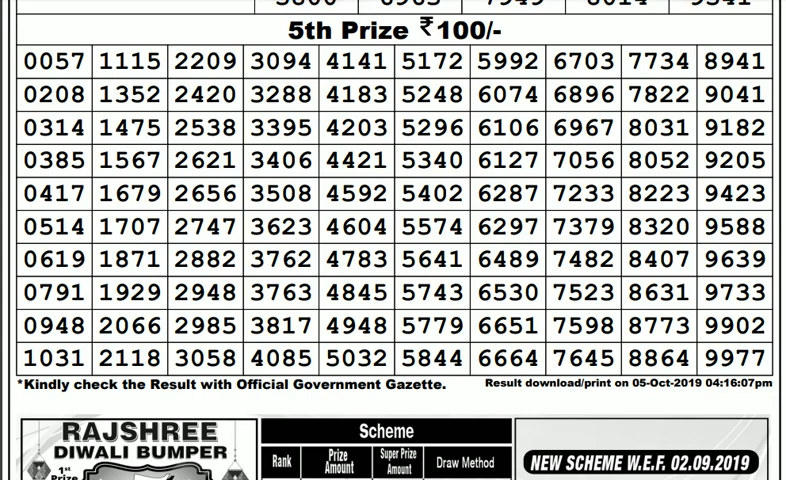 5th Prize ₹100/-
0057 1115 2209 3094 4141 5172 5992 6703 7734 8941
0208 1352 2420 3288 4183 5248 6074 6896 7822 9041
0314 1475 2538 3395 4203 5296 6106 6967 8031 9182
0385 1567 2621 3406 4421 5340 6127 7056 8052 9205
0417 1679 2656 3508 4592 5402 6287 7233 8223 9423
0514 1707 2747 3623 4604 5574 6297 7379 8320 9588
0619 1871 2882 3762 4783 5641 6489 7482 8407 9639
0791 1929 2948 3763 4845 5743 6530 7523 8631 9733
0948 2066 2985 3817 4948 5779 6651 7598 8773 9902
1031 2118 3058 4085 5032 5844 6664 7645 8864 9977
*Kindly check the Result with Official Government Gazette. Result download/print on 05-Oct-2019 04:16:07pm
RAJSHREE
DIWALI BUMPER
1st
Prize
Scheme
Rank Prize Amount Super Prize Amount Draw Method
NEW SCHEME W.E.F. 02.09.2019